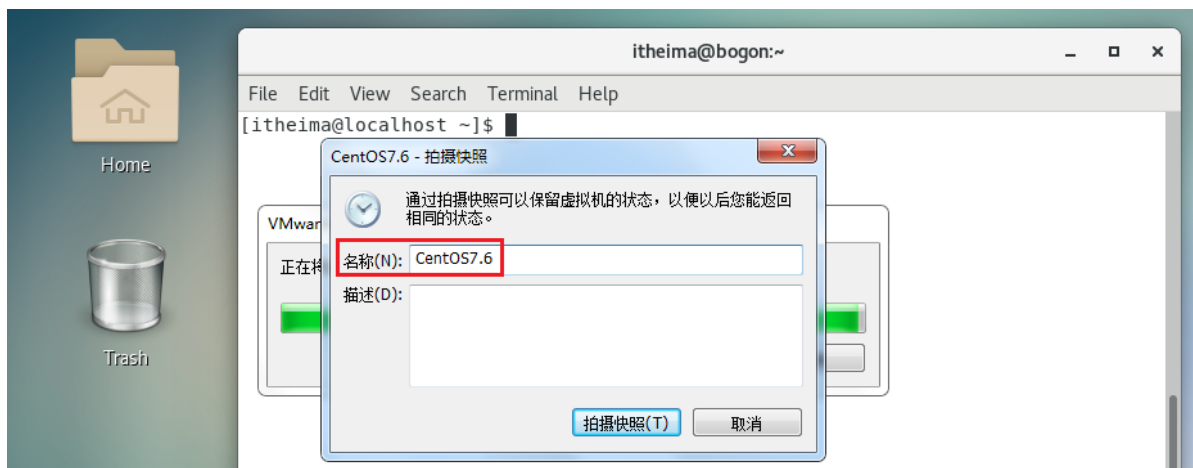 itheima@bogon:~
File Edit View Search Terminal Help
[itheima@localhost ~]$
Home
CentOS7.6 - 拍摄快照
通过拍摄快照可以保留虚拟机的状态，以便以后您能返回
相同的状态。
VMwar
名称(N): CentOS7.6
正在将
描述(D):
Trash
拍摄快照(T) 取消